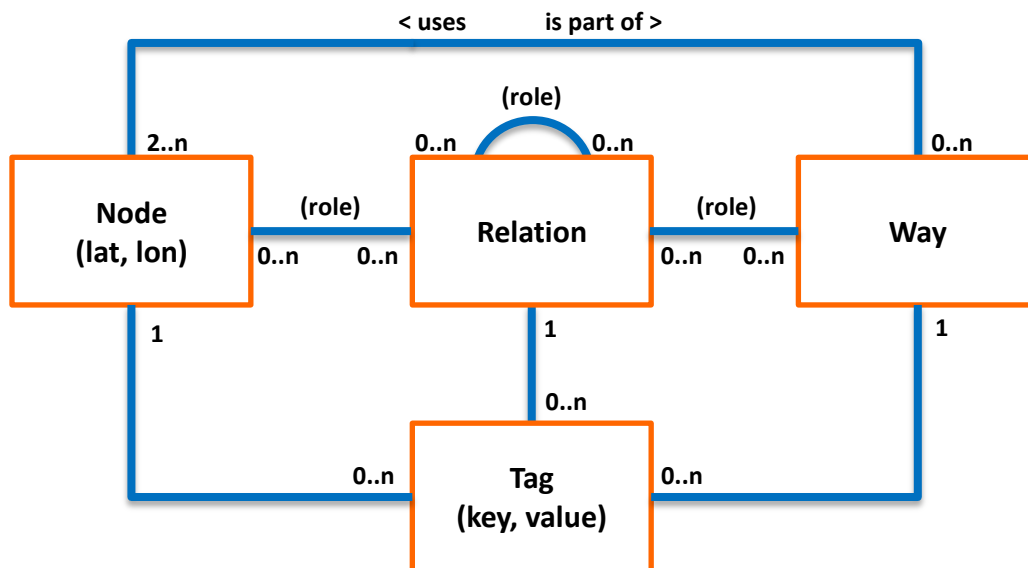 < uses is part of >
(role)
2..n 0..n 0..n 0..n
Node
(lat, lon)
(role)
Relation
(role)
Way
0..n 0..n 0..n 0..n
1 1 1
0..n
0..n 0..n
Tag
(key, value)